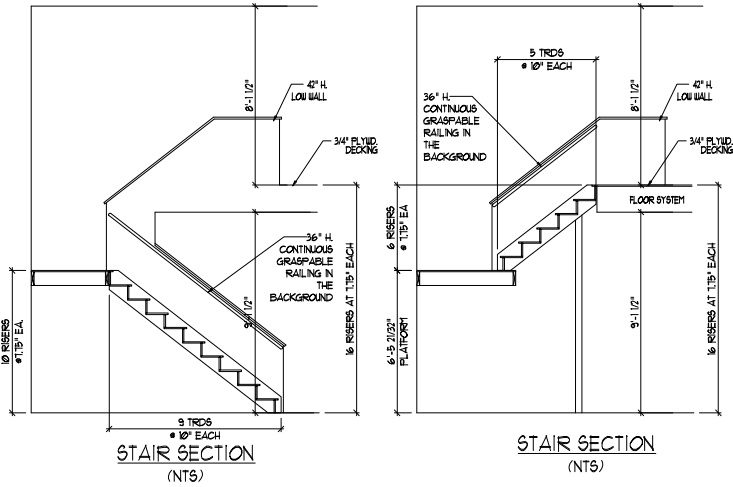 8'-1 1/2"
42" H.
LOW WALL
3/4" PLYWD.
DECKING
36" H.
CONTINUOUS
GRASPABLE
RAILING IN
THE
BACKGROUND
9'-1 1/2"
16 RISERS AT 7.75" EACH
10 RISERS
@7.75" EA.
9 TRDS
@ 10" EACH
STAIR SECTION
(NTS)
5 TRDS
@ 10" EACH
8'-1 1/2"
36" H.
CONTINUOUS
GRASPABLE
RAILING IN
THE
BACKGROUND
42" H.
LOW WALL
3/4" PLYWD.
DECKING
FLOOR SYSTEM
6 RISERS
@ 7.75" EA
6'-5 21/32"
PLATFORM
9'-1 1/2"
16 RISERS AT 7.75" EACH
STAIR SECTION
(NTS)